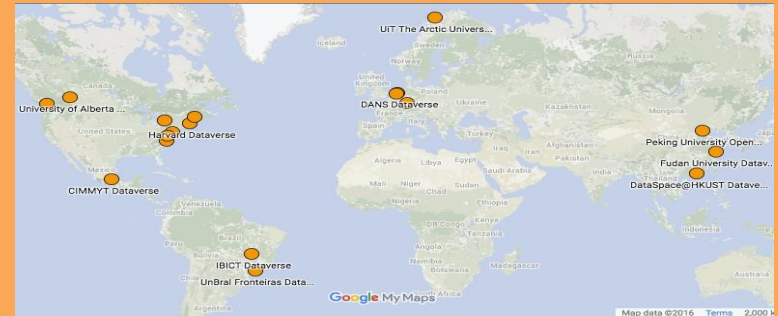 UiT The Arctic Univers...
Iceland
Sweden
Norway
Russia
United
Kingdom
Poland
DANS Dataverse
Ukraine
France
Italy
Spain
Turkey
Kazakhstan
Mongolia
Canada
University of Alberta ...
United States
Harvard Dataverse
Peking University Open...
Fudan University Datav...
DataSpace@HKUST Datave...
Iraq
Iran
Afghanistan
Pakistan
India
Thailand
Algeria
Libya
Egypt
Saudi Arabia
Mexico
CIMMYT Dataverse
Mali
Niger
Chad
Sudan
Nigeria
Ethiopia
Venezuela
Colombia
DR Congo
Kenya
Tanzania
Indonesia
Brazil
Peru
Bolivia
Angola
Namibia
Botswana
Madagascar
IBICT Dataverse
UnBral Fronteiras Data...
Chile
Argentina
South Africa
Australia
Google My Maps
Map data ©2016 Terms 2,000